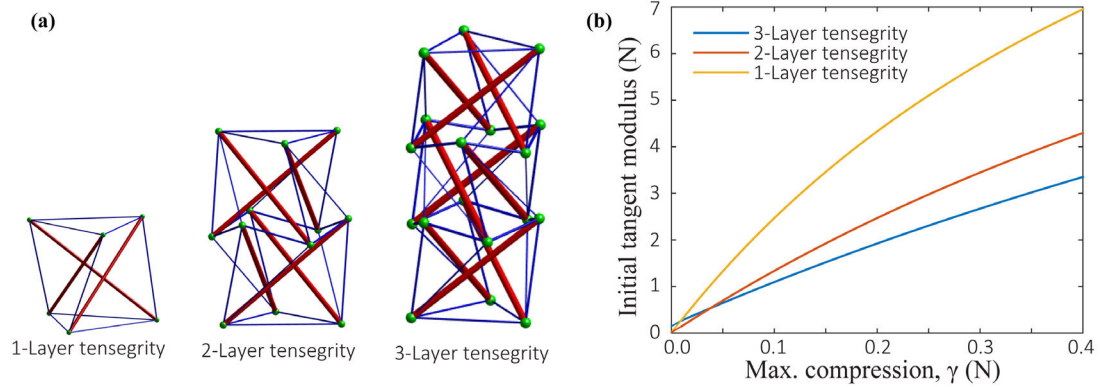 (a)
1-Layer tensegrity
2-Layer tensegrity
3-Layer tensegrity
(b)
Initial tangent modulus (N)
7
6
5
4
3
2
1
0
3-Layer tensegrity
2-Layer tensegrity
1-Layer tensegrity
0.0
0.1
0.2
0.3
0.4
Max. compression, γ (N)